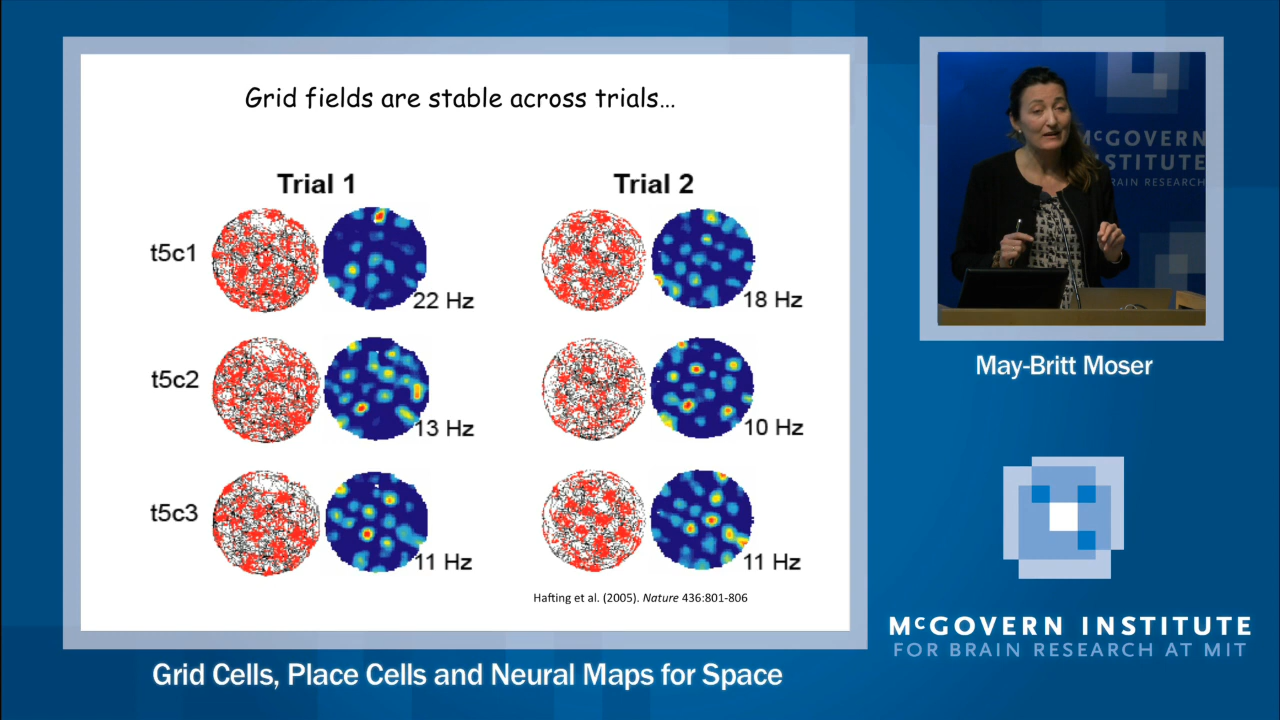 Grid fields are stable across trials...
Trial 1
Trial 2
t5c1
22 Hz
18 Hz
t5c2
13 Hz
10 Hz
t5c3
11 Hz
11 Hz
Hafting et al. (2005). Nature 436:801-806
Grid Cells, Place Cells and Neural Maps for Space
McGOVERN
INSTITUTE
BRAIN RESEARCH
May-Britt Moser
McGOVERN INSTITUTE
FOR BRAIN RESEARCH AT MIT